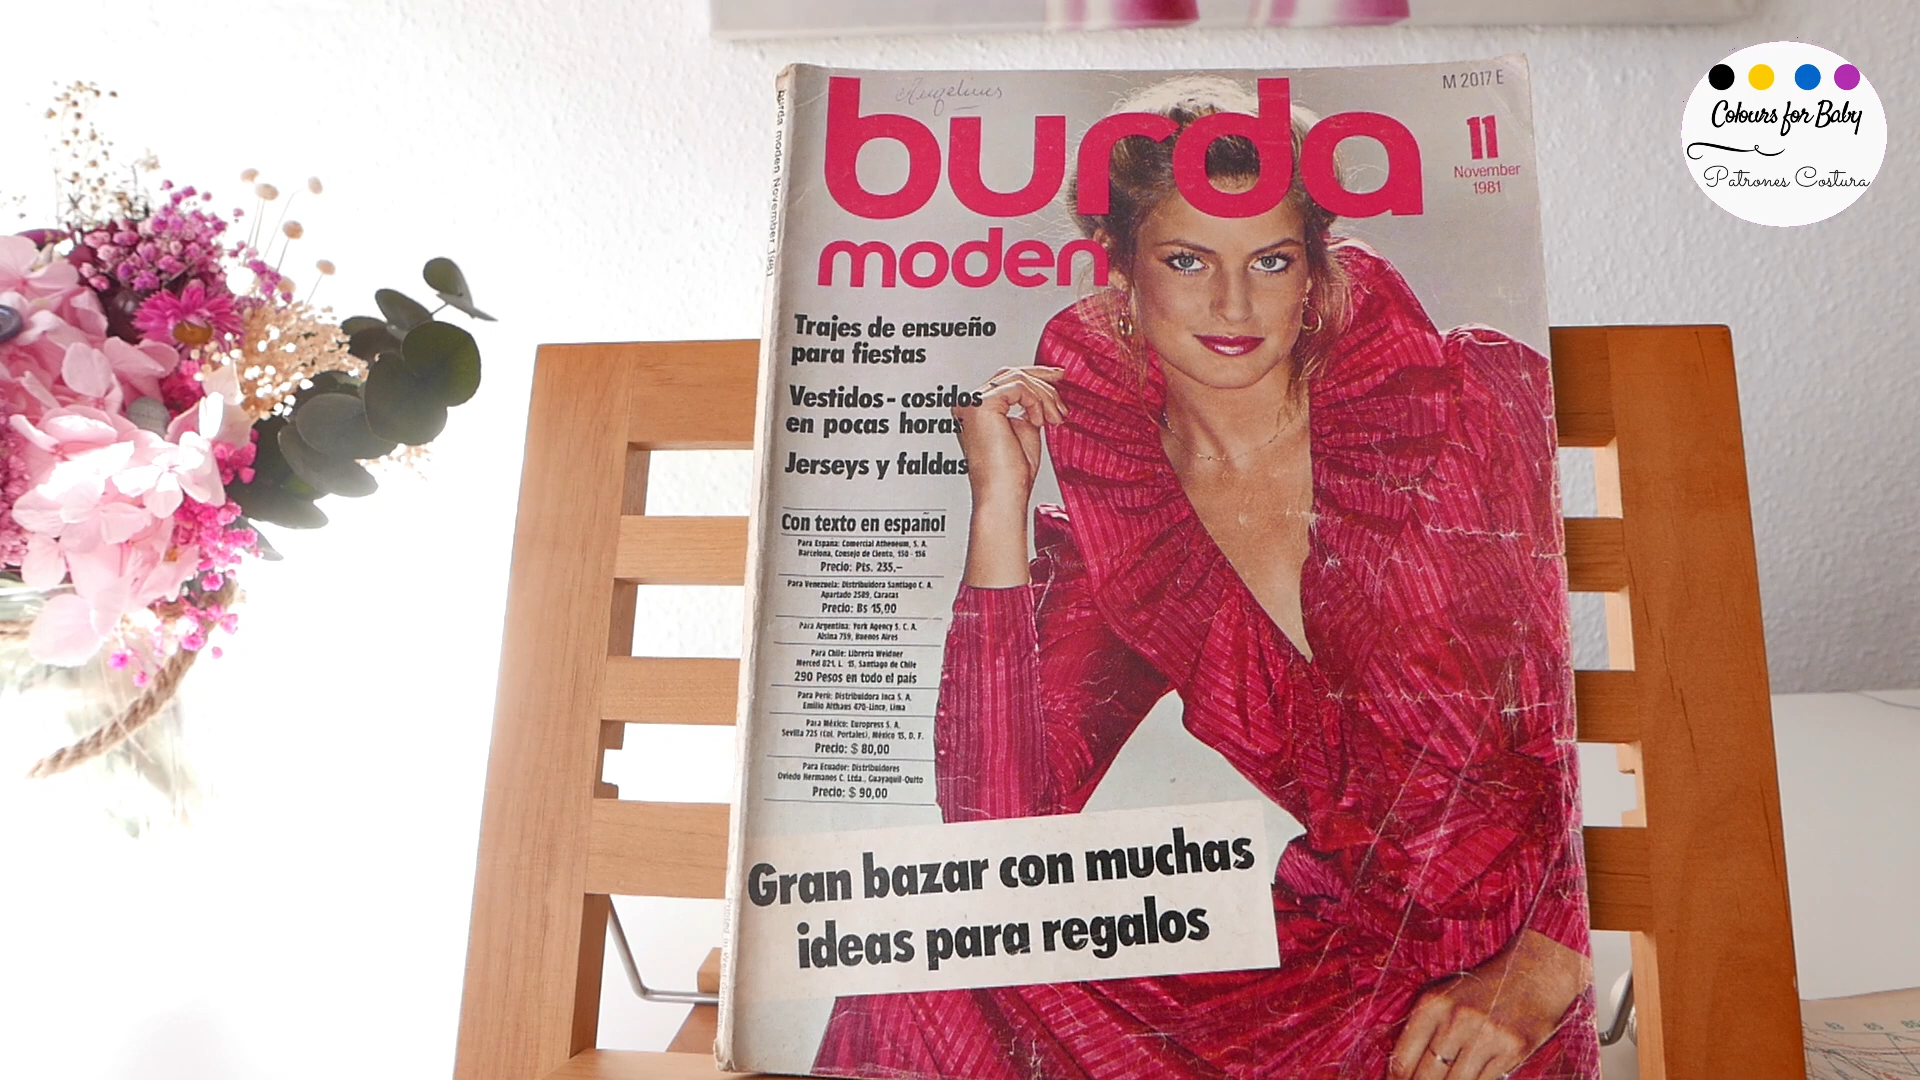 Angelines
burda
moden
M 2017 E
11
November
1981
Trajes de ensueño
para fiestas
Vestidos - cosidos
en pocas horas
Jerseys y faldas
Con texto en español
Para España: Comercial Atheneum, S. A.
Barcelona, Consejo de Ciento, 130 - 136
Precio: Pts. 235,—
Para Venezuela: Distribuidora Santiago C. A.
Apartado 2589, Caracas
Precio: Bs 15,00
Para Argentina: York Agency S. C. A.
Alsina 739, Buenos Aires
Para Chile: Libreria Weidner
Merced 821, L. 15, Santiago de Chile
290 Pesos en todo el país
Para Perú: Distribuidora Inca S. A.
Emilio Althaus 470-Lince, Lima
Para México: Europress S. A.
Sevilla 725 (Col. Portales), México 13, D. F.
Precio: $ 80,00
Para Ecuador: Distribuidores
Oviedo Hermanos C. Ltda., Guayaquil-Quito
Precio: $ 90,00
Gran bazar con muchas
ideas para regalos
burda moden November 1981
Colours for Baby
Patrones Costura